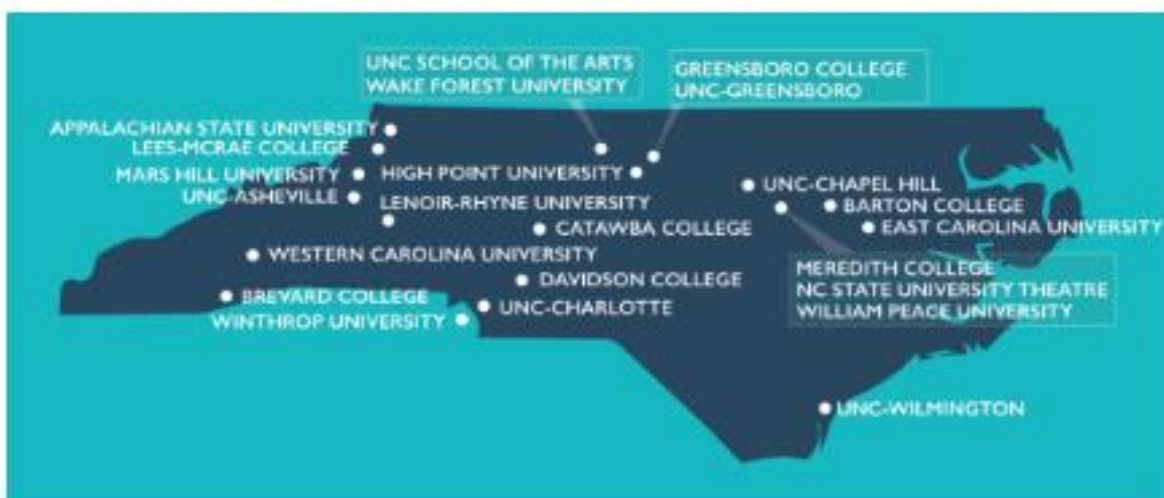 UNC SCHOOL OF THE ARTS
WAKE FOREST UNIVERSITY
GREENSBORO COLLEGE
UNC-GREENSBORO
APPALACHIAN STATE UNIVERSITY
LEES-MCRAE COLLEGE
MARS HILL UNIVERSITY
HIGH POINT UNIVERSITY
UNC-ASHEVILLE
UNC-CHAPEL HILL
LENOIR-RHYNE UNIVERSITY
BARTON COLLEGE
CATAWBA COLLEGE
EAST CAROLINA UNIVERSITY
WESTERN CAROLINA UNIVERSITY
MEREDITH COLLEGE
NC STATE UNIVERSITY THEATRE
WILLIAM PEACE UNIVERSITY
DAVIDSON COLLEGE
BREVARD COLLEGE
UNC-CHARLOTTE
WINTHROP UNIVERSITY
UNC-WILMINGTON